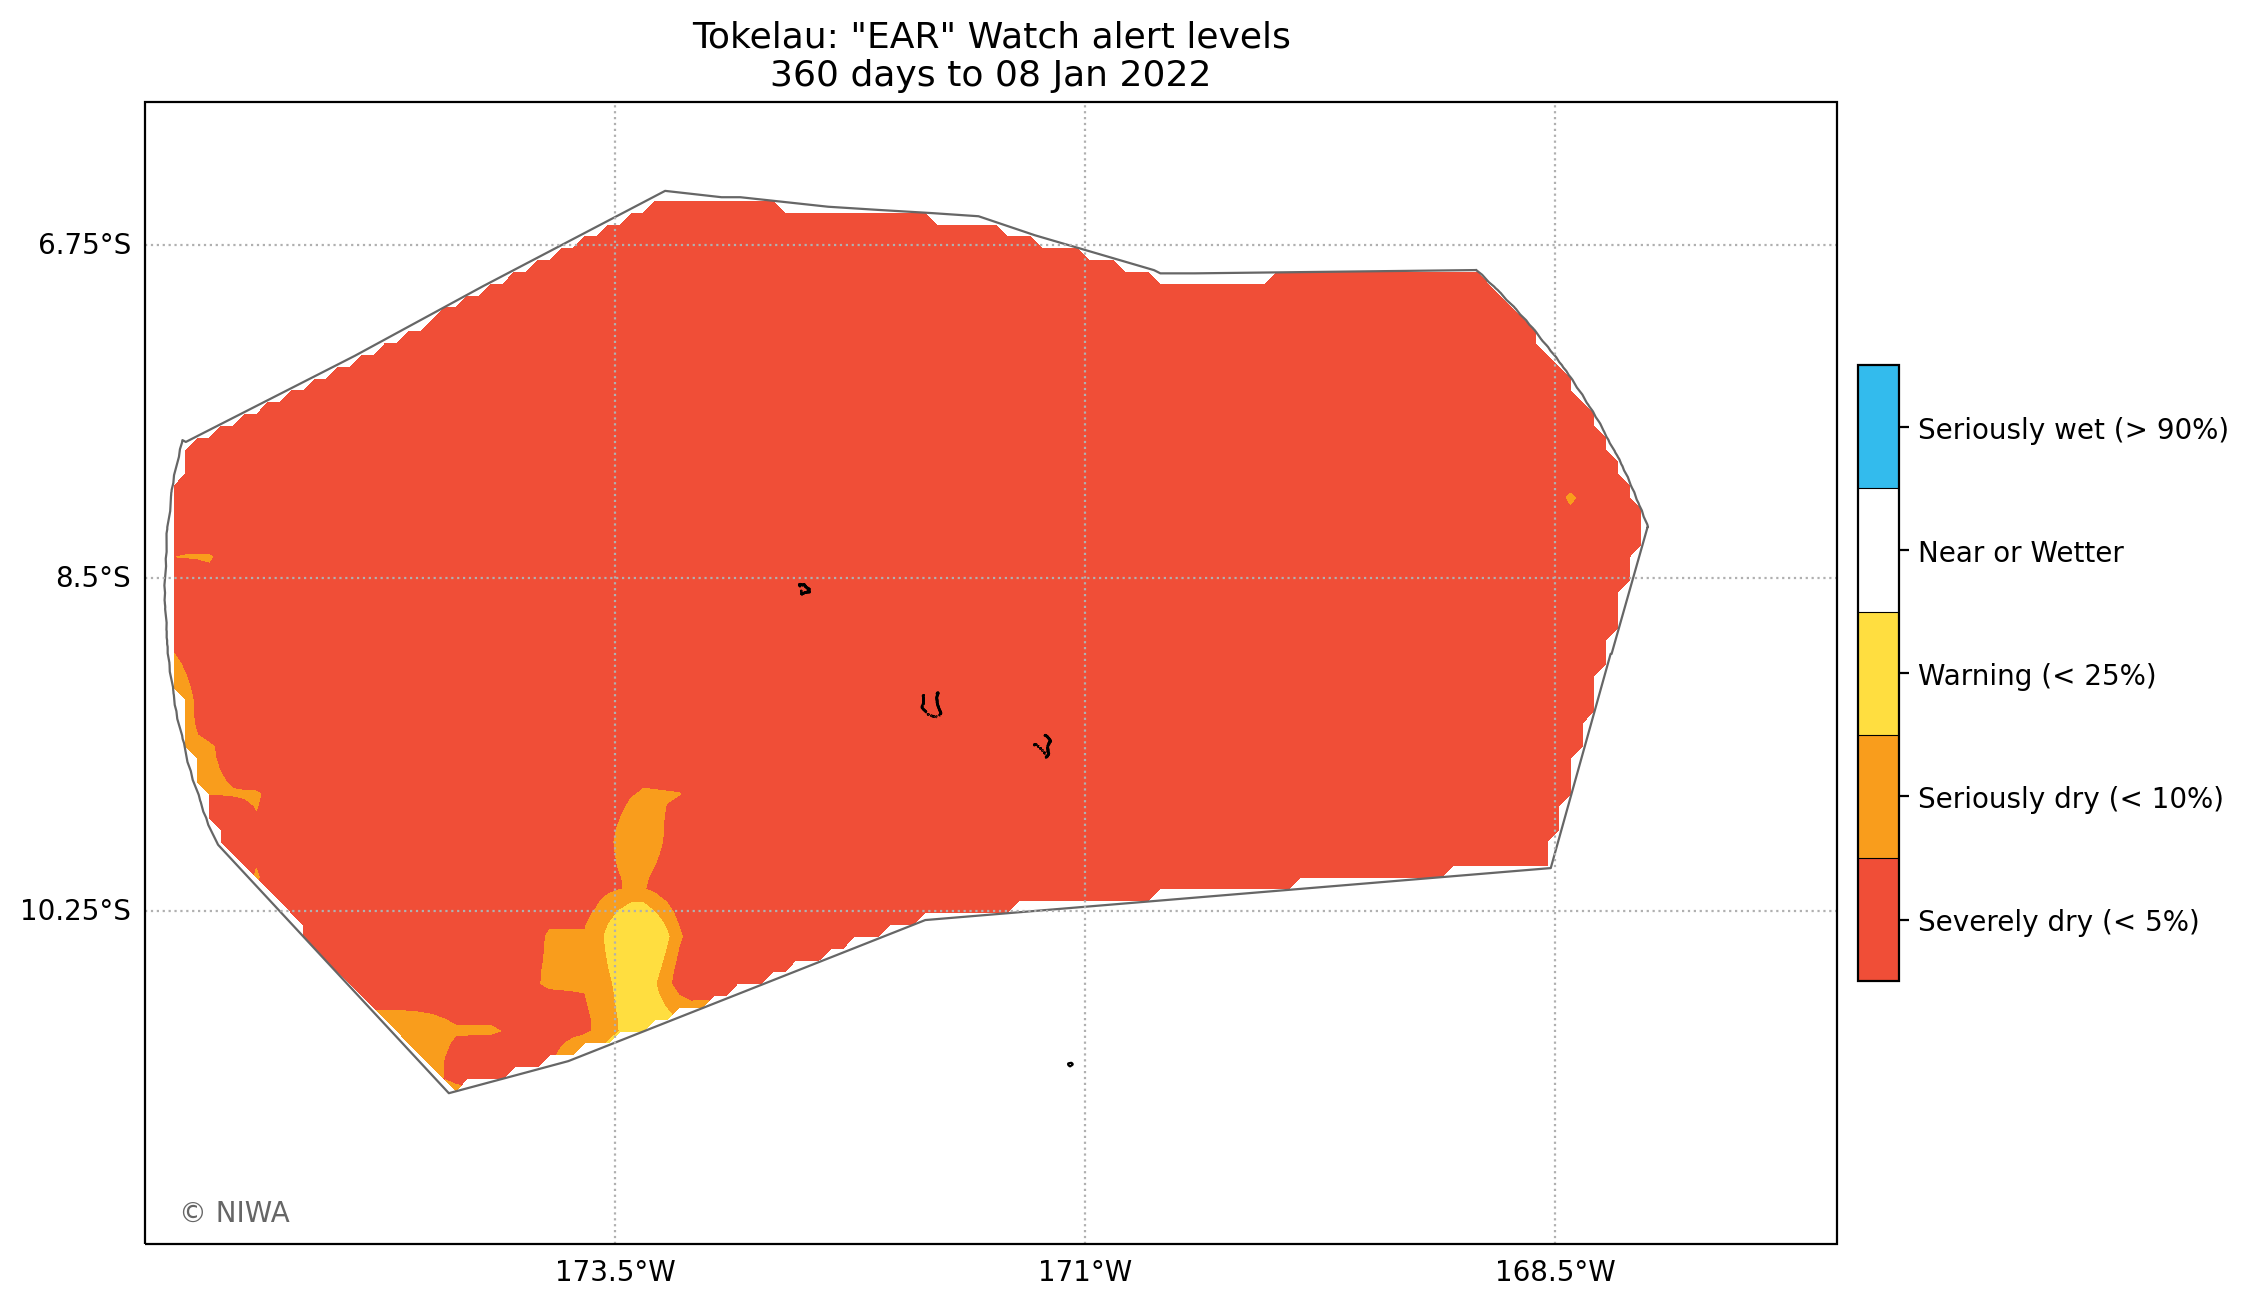 Tokelau: "EAR" Watch alert levels
360 days to 08 Jan 2022
6.75°S
8.5°S
10.25°S
173.5°W
171°W
168.5°W
Seriously wet (> 90%)
Near or Wetter
Warning (< 25%)
Seriously dry (< 10%)
Severely dry (< 5%)
© NIWA